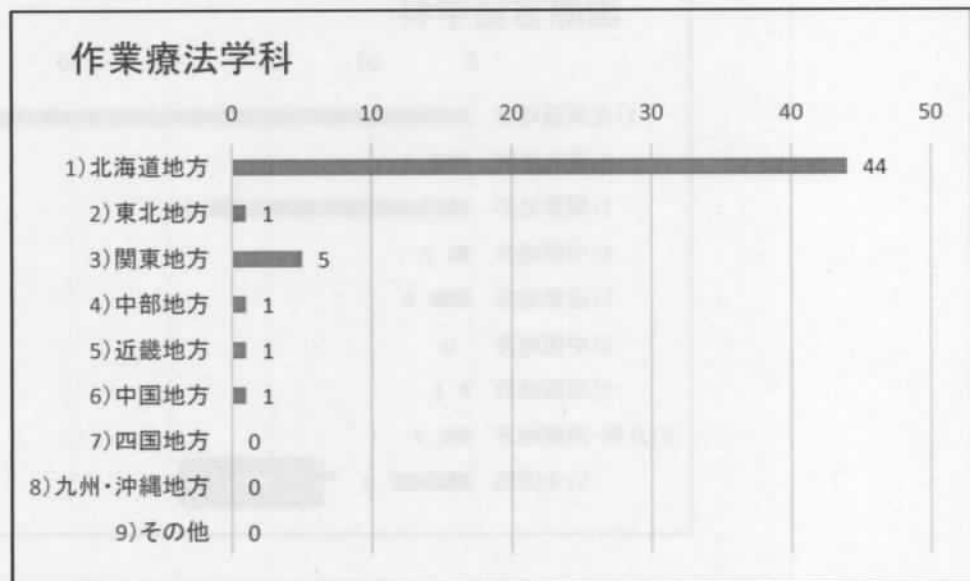 作業療法学科
0 10 20 30 40 50
1)北海道地方 44
2)東北地方 1
3)関東地方 5
4)中部地方 1
5)近畿地方 1
6)中国地方 1
7)四国地方 0
8)九州・沖縄地方 0
9)その他 0